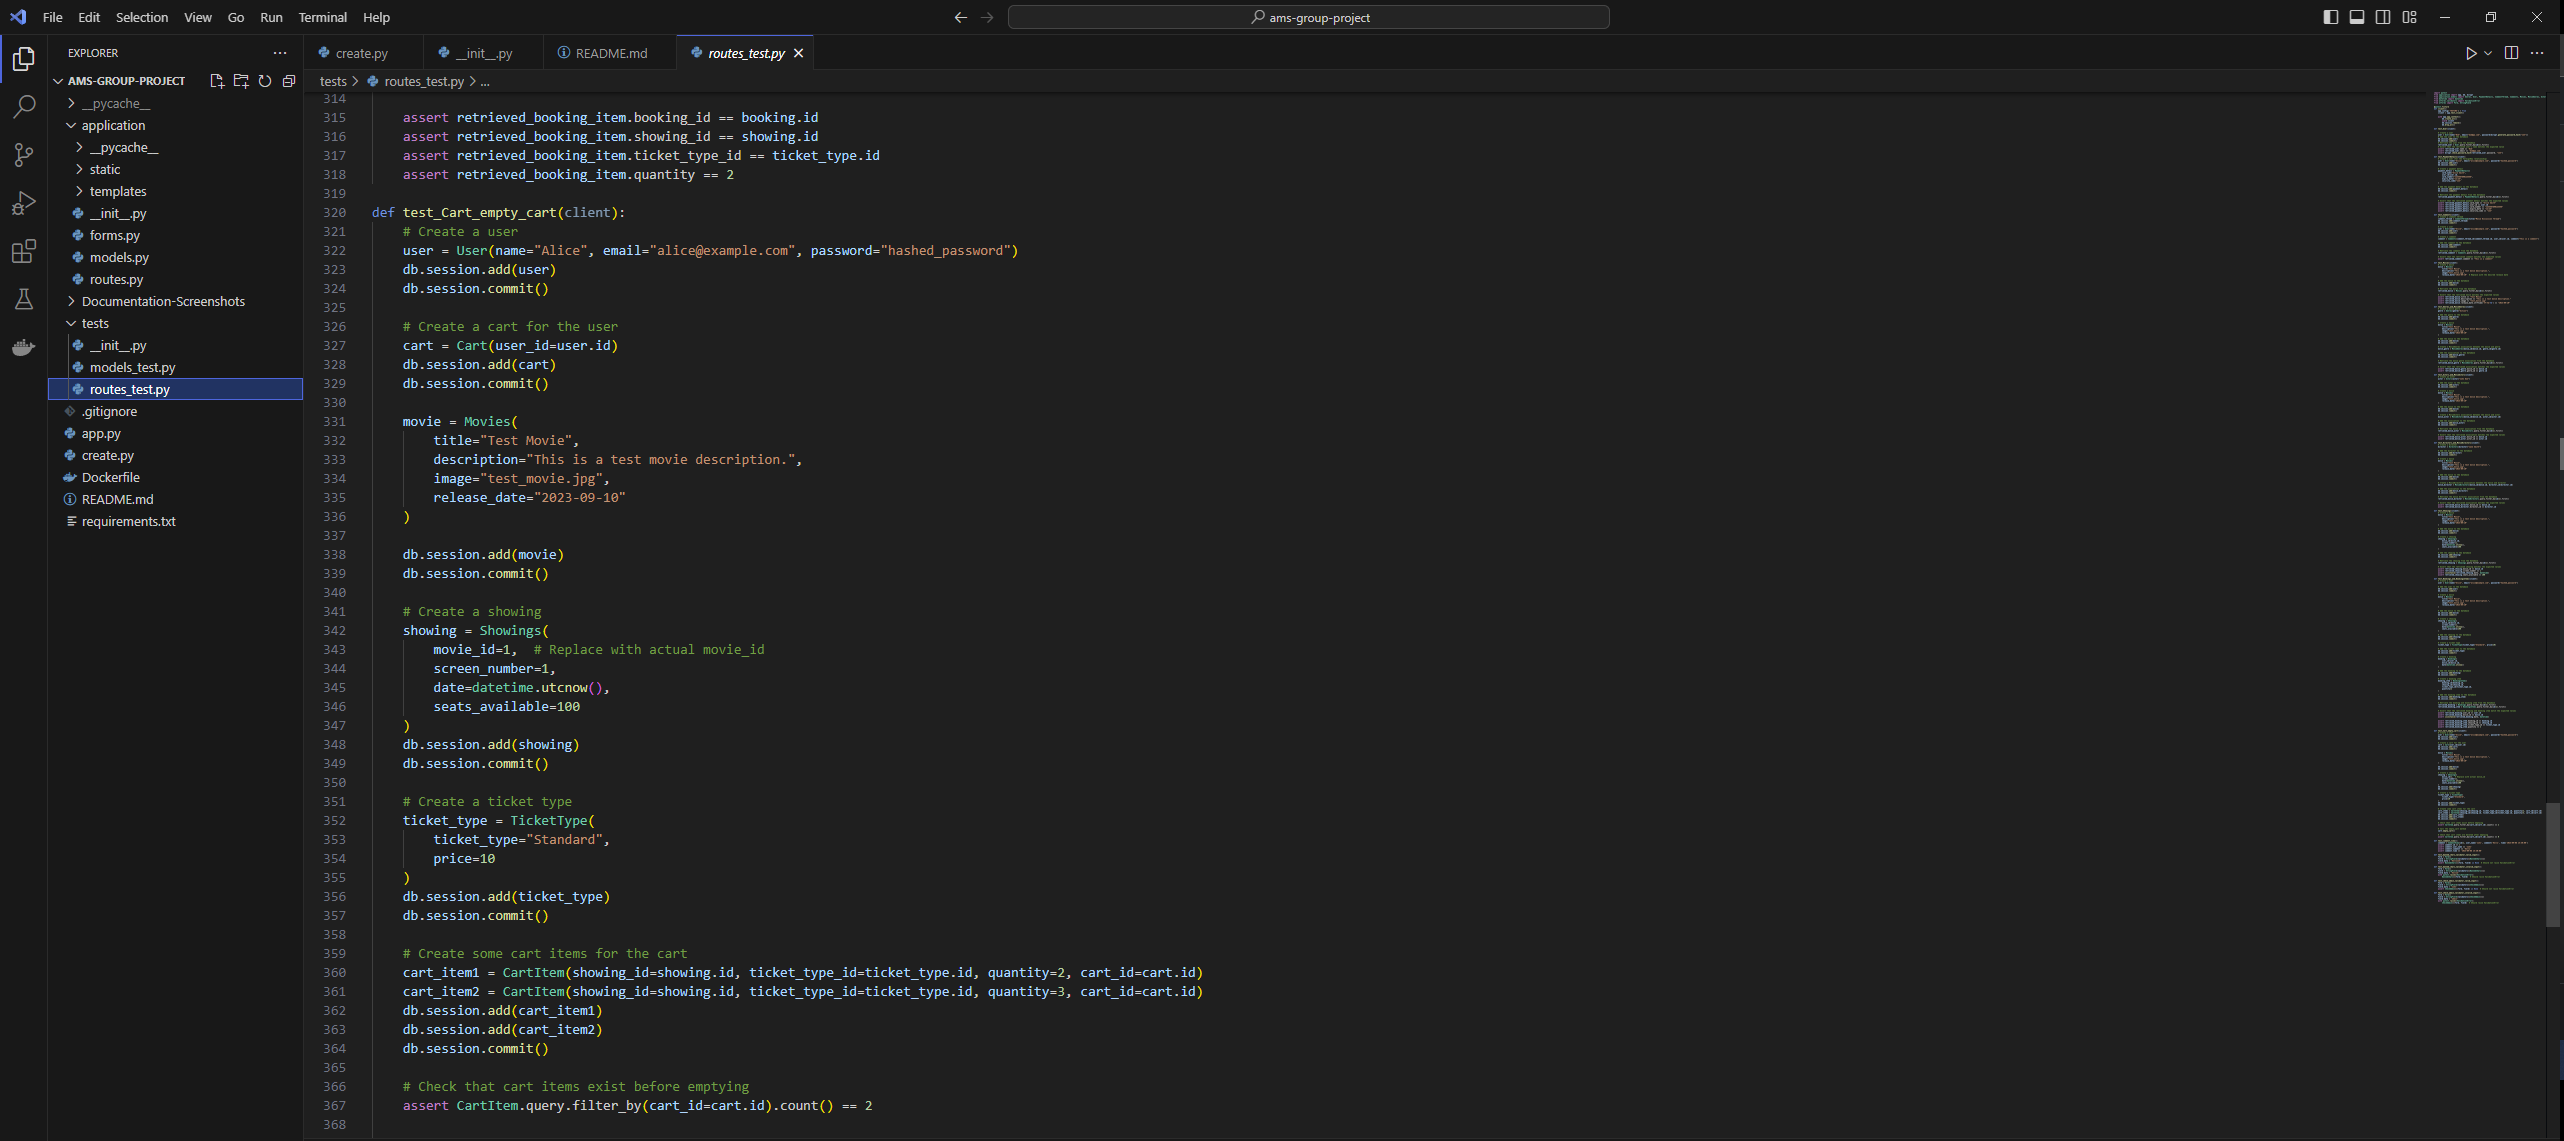 File Edit Selection View Go Run Terminal Help
ams-group-project
EXPLORER
AMS-GROUP-PROJECT
__pycache__
application
__pycache__
static
templates
__init__.py
forms.py
models.py
routes.py
Documentation-Screenshots
tests
__init__.py
models_test.py
routes_test.py
.gitignore
app.py
create.py
Dockerfile
README.md
requirements.txt
create.py __init__.py README.md routes_test.py
tests > routes_test.py > ...
314
315 assert retrieved_booking_item.booking_id == booking.id
316 assert retrieved_booking_item.showing_id == showing.id
317 assert retrieved_booking_item.ticket_type_id == ticket_type.id
318 assert retrieved_booking_item.quantity == 2
319
320 def test_Cart_empty_cart(client):
321 # Create a user
322 user = User(name="Alice", email="alice@example.com", password="hashed_password")
323 db.session.add(user)
324 db.session.commit()
325
326 # Create a cart for the user
327 cart = Cart(user_id=user.id)
328 db.session.add(cart)
329 db.session.commit()
330
331 movie = Movies(
332 title="Test Movie",
333 description="This is a test movie description.",
334 image="test_movie.jpg",
335 release_date="2023-09-10"
336 )
337
338 db.session.add(movie)
339 db.session.commit()
340
341 # Create a showing
342 showing = Showings(
343 movie_id=1, # Replace with actual movie_id
344 screen_number=1,
345 date=datetime.utcnow(),
346 seats_available=100
347 )
348 db.session.add(showing)
349 db.session.commit()
350
351 # Create a ticket type
352 ticket_type = TicketType(
353 ticket_type="Standard",
354 price=10
355 )
356 db.session.add(ticket_type)
357 db.session.commit()
358
359 # Create some cart items for the cart
360 cart_item1 = CartItem(showing_id=showing.id, ticket_type_id=ticket_type.id, quantity=2, cart_id=cart.id)
361 cart_item2 = CartItem(showing_id=showing.id, ticket_type_id=ticket_type.id, quantity=3, cart_id=cart.id)
362 db.session.add(cart_item1)
363 db.session.add(cart_item2)
364 db.session.commit()
365
366 # Check that cart items exist before emptying
367 assert CartItem.query.filter_by(cart_id=cart.id).count() == 2
368